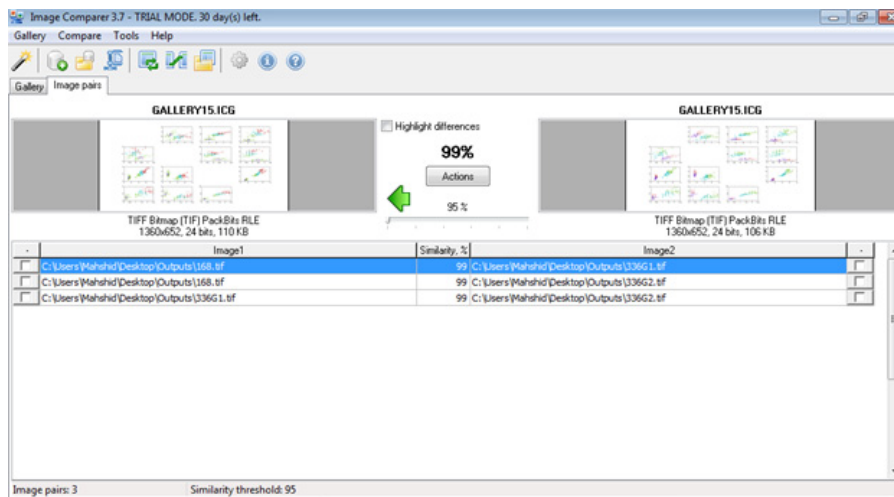 Image Comparer 3.7 - TRIAL MODE. 30 day(s) left.
Gallery Compare Tools Help
Gallery Image pairs
GALLERY15.ICG
Highlight differences
99%
Actions
95 %
GALLERY15.ICG
TIFF Bitmap (TIF) PackBits RLE
1360x652, 24 bits, 110 KB
TIFF Bitmap (TIF) PackBits RLE
1360x652, 24 bits, 106 KB
- Image1 Similarity, % Image2 -
C:\Users\Mahshid\Desktop\Outputs\168.tif 99 C:\Users\Mahshid\Desktop\Outputs\336G1.tif
C:\Users\Mahshid\Desktop\Outputs\168.tif 99 C:\Users\Mahshid\Desktop\Outputs\336G2.tif
C:\Users\Mahshid\Desktop\Outputs\336G1.tif 99 C:\Users\Mahshid\Desktop\Outputs\336G2.tif
Image pairs: 3 Similarity threshold: 95